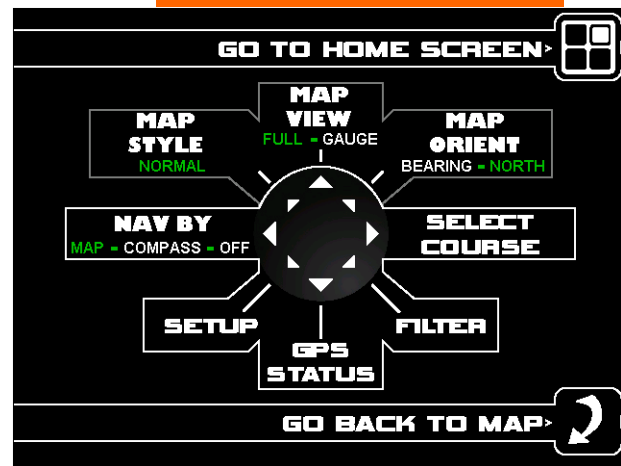 GO TO HOME SCREEN
MAP
VIEW
FULL - GAUGE
MAP
STYLE
NORMAL
MAP
ORIENT
BEARING - NORTH
NAV BY
MAP - COMPASS - OFF
SELECT
COURSE
SETUP
GPS
STATUS
FILTER
GO BACK TO MAP